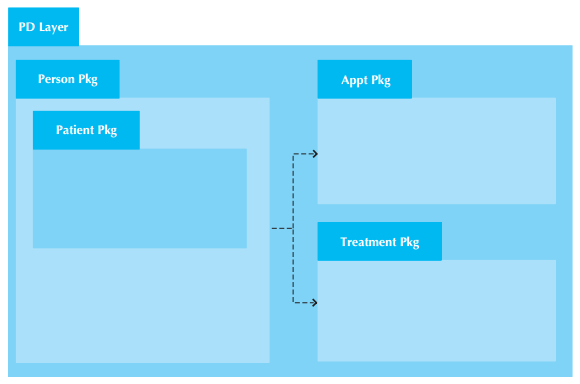 PD Layer
Person Pkg
Appt Pkg
Patient Pkg
Treatment Pkg